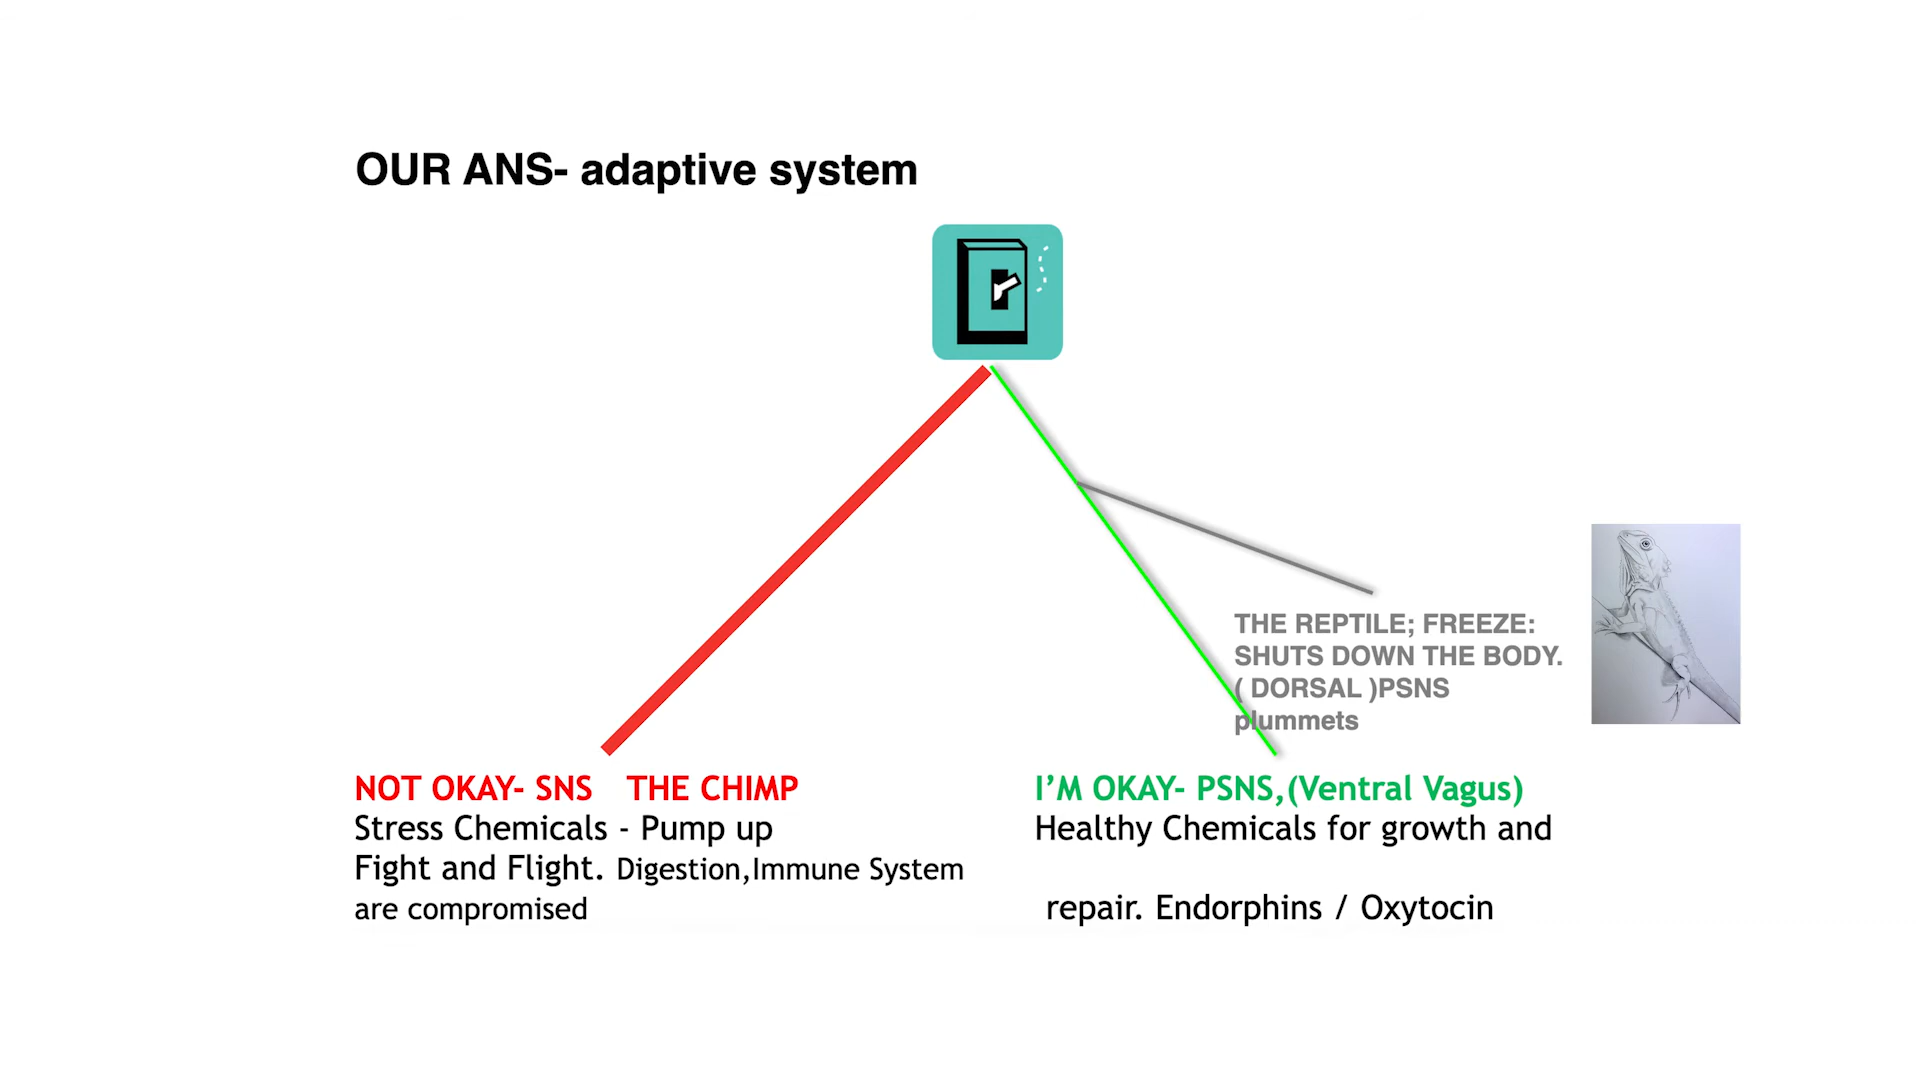 OUR ANS- adaptive system
THE REPTILE; FREEZE:
SHUTS DOWN THE BODY.
( DORSAL )PSNS
plummets
NOT OKAY- SNS THE CHIMP
Stress Chemicals - Pump up
Fight and Flight. Digestion,Immune System
are compromised
I’M OKAY- PSNS,(Ventral Vagus)
Healthy Chemicals for growth and
repair. Endorphins / Oxytocin